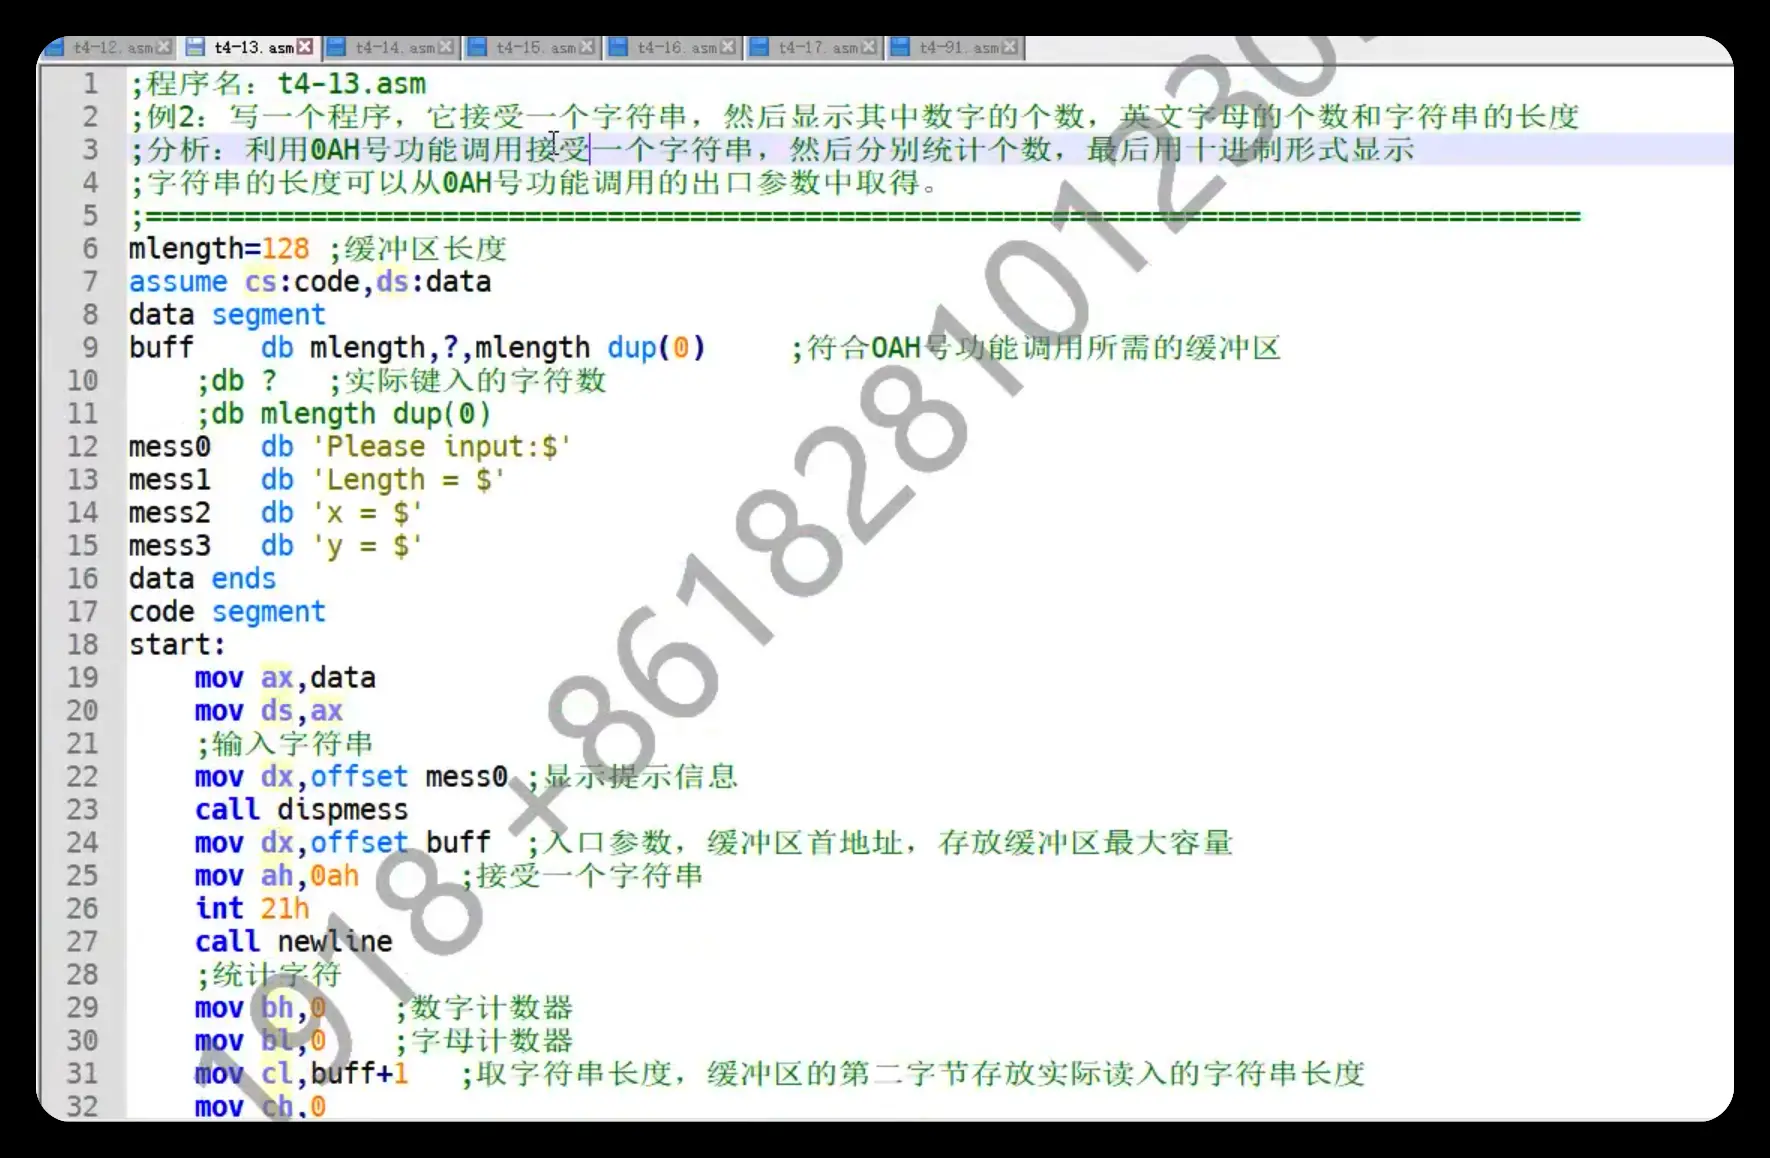 t4-12.asm t4-13.asm t4-14.asm t4-15.asm t4-16.asm t4-17.asm t4-91.asm
1 ;程序名：t4-13.asm
2 ;例2：写一个程序，它接受一个字符串，然后显示其中数字的个数，英文字母的个数和字符串的长度
3 ;分析：利用0AH号功能调用接受一个字符串，然后分别统计个数，最后用十进制形式显示
4 ;字符串的长度可以从0AH号功能调用的出口参数中取得。
5 ;=======================================================================================
6 mlength=128 ;缓冲区长度
7 assume cs:code,ds:data
8 data segment
9 buff    db mlength,?,mlength dup(0)     ;符合OAH号功能调用所需的缓冲区
10     ;db ?   ;实际键入的字符数
11     ;db mlength dup(0)
12 mess0   db 'Please input:$'
13 mess1   db 'Length = $'
14 mess2   db 'x = $'
15 mess3   db 'y = $'
16 data ends
17 code segment
18 start:
19     mov ax,data
20     mov ds,ax
21     ;输入字符串
22     mov dx,offset mess0 ;显示提示信息
23     call dispmess
24     mov dx,offset buff  ;入口参数，缓冲区首地址，存放缓冲区最大容量
25     mov ah,0ah      ;接受一个字符串
26     int 21h
27     call newline
28     ;统计字符
29     mov bh,0    ;数字计数器
30     mov bl,0    ;字母计数器
31     mov cl,buff+1   ;取字符串长度，缓冲区的第二字节存放实际读入的字符串长度
32     mov ch,0